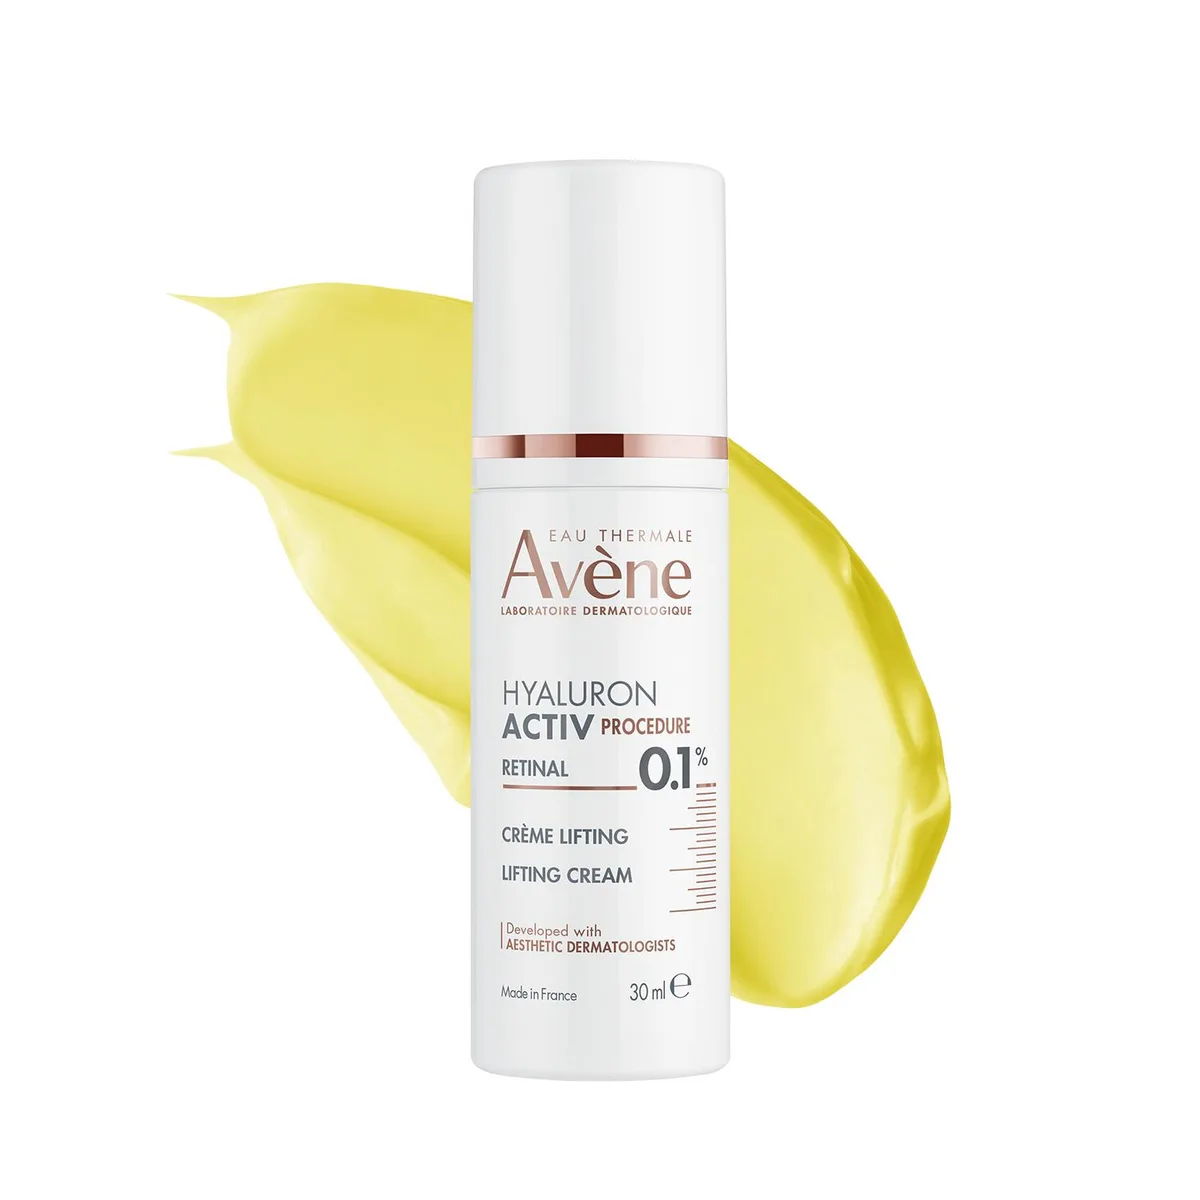 EAU THERMALE
Avène
LABORATOIRE DERMATOLOGIQUE
HYALURON
ACTIV PROCEDURE
RETINAL 0.1%
CRÈME LIFTING
LIFTING CREAM
Developed with
AESTHETIC DERMATOLOGISTS
Made in France 30 ml ℮